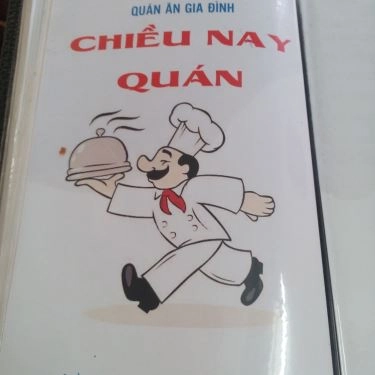 QUÁN ĂN GIA ĐÌNH
CHIỀU NAY
QUÁN